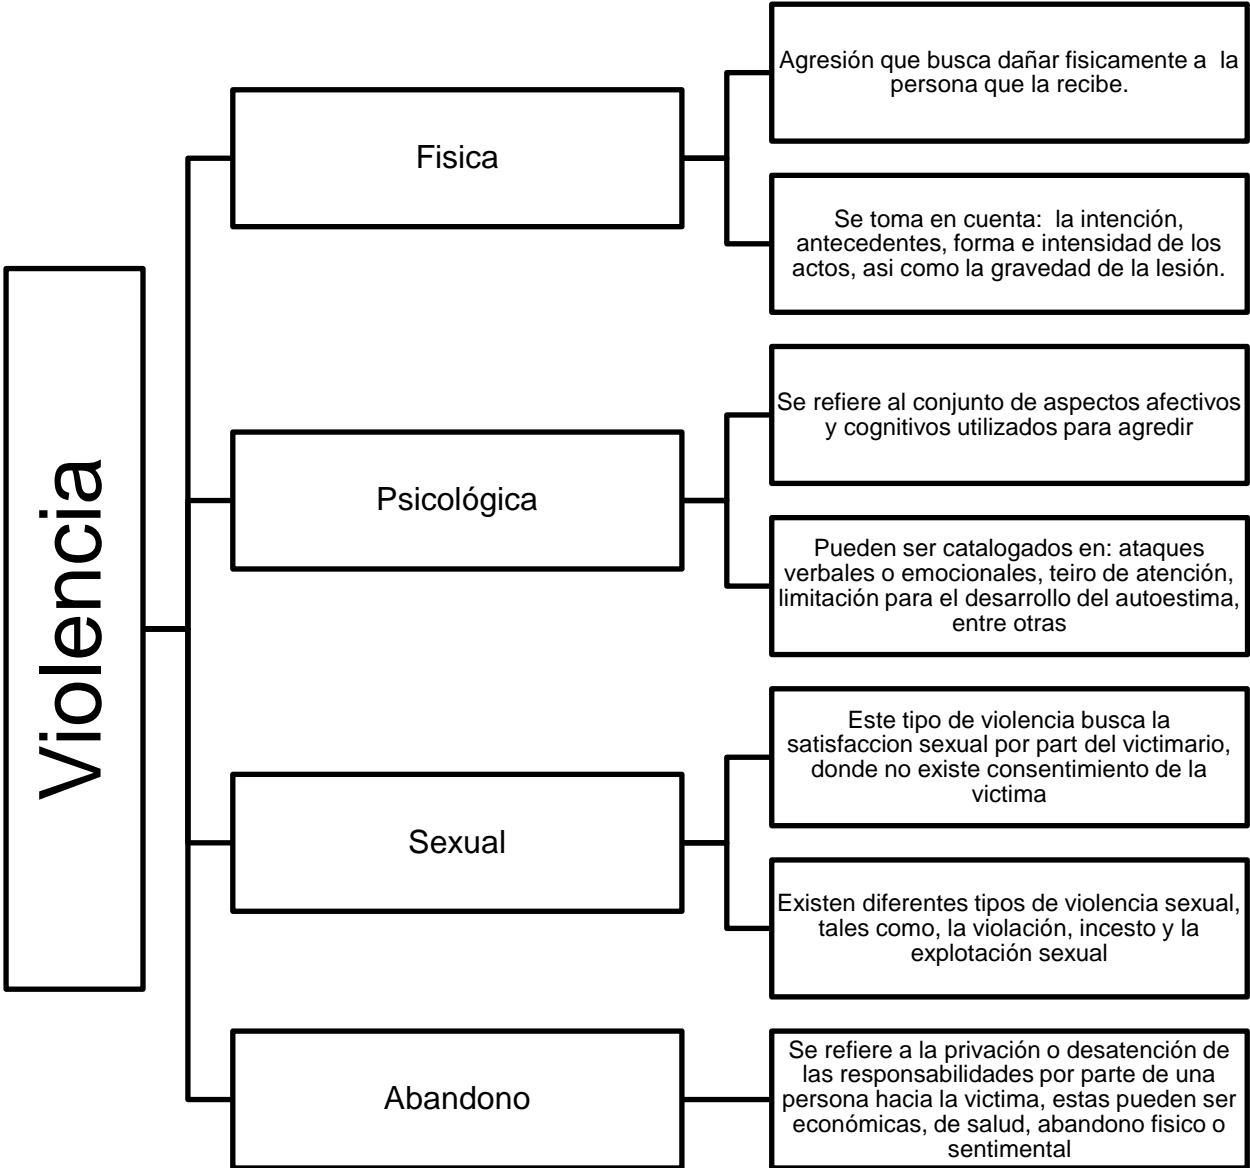 Violencia
Fisica
Agresión que busca dañar fisicamente a  la
persona que la recibe.
Se toma en cuenta:  la intención,
antecedentes, forma e intensidad de los
actos, asi como la gravedad de la lesión.
Psicológica
Se refiere al conjunto de aspectos afectivos
y cognitivos utilizados para agredir
Pueden ser catalogados en: ataques
verbales o emocionales, teiro de atención,
limitación para el desarrollo del autoestima,
entre otras
Sexual
Este tipo de violencia busca la
satisfaccion sexual por part del victimario,
donde no existe consentimiento de la
victima
Existen diferentes tipos de violencia sexual,
tales como, la violación, incesto y la
explotación sexual
Abandono
Se refiere a la privación o desatención de
las responsabilidades por parte de una
persona hacia la victima, estas pueden ser
económicas, de salud, abandono fisico o
sentimental